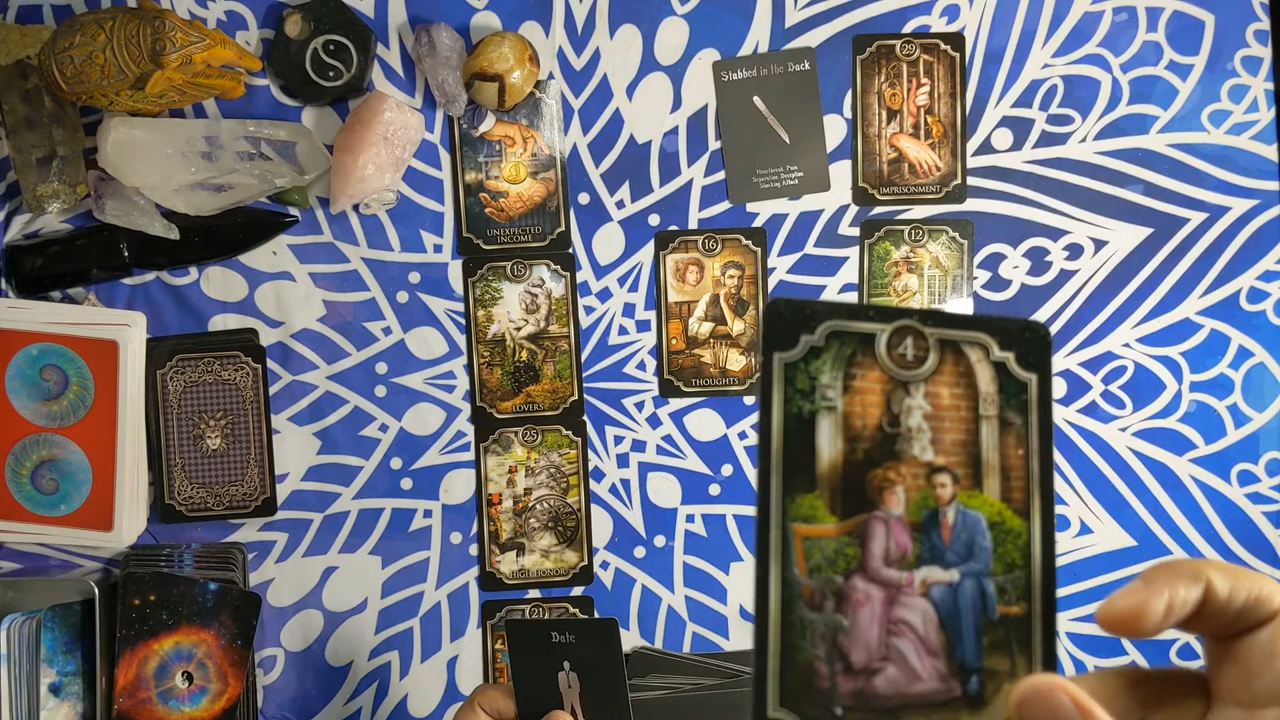 Stabbed in the Back
Heartbreak, Pain
Separation, Deception
Stacking Attack
29
IMPRISONMENT
UNEXPECTED
INCOME
15
LOVERS
16
THOUGHTS
12
4
25
HIGH HONOR
21
Date